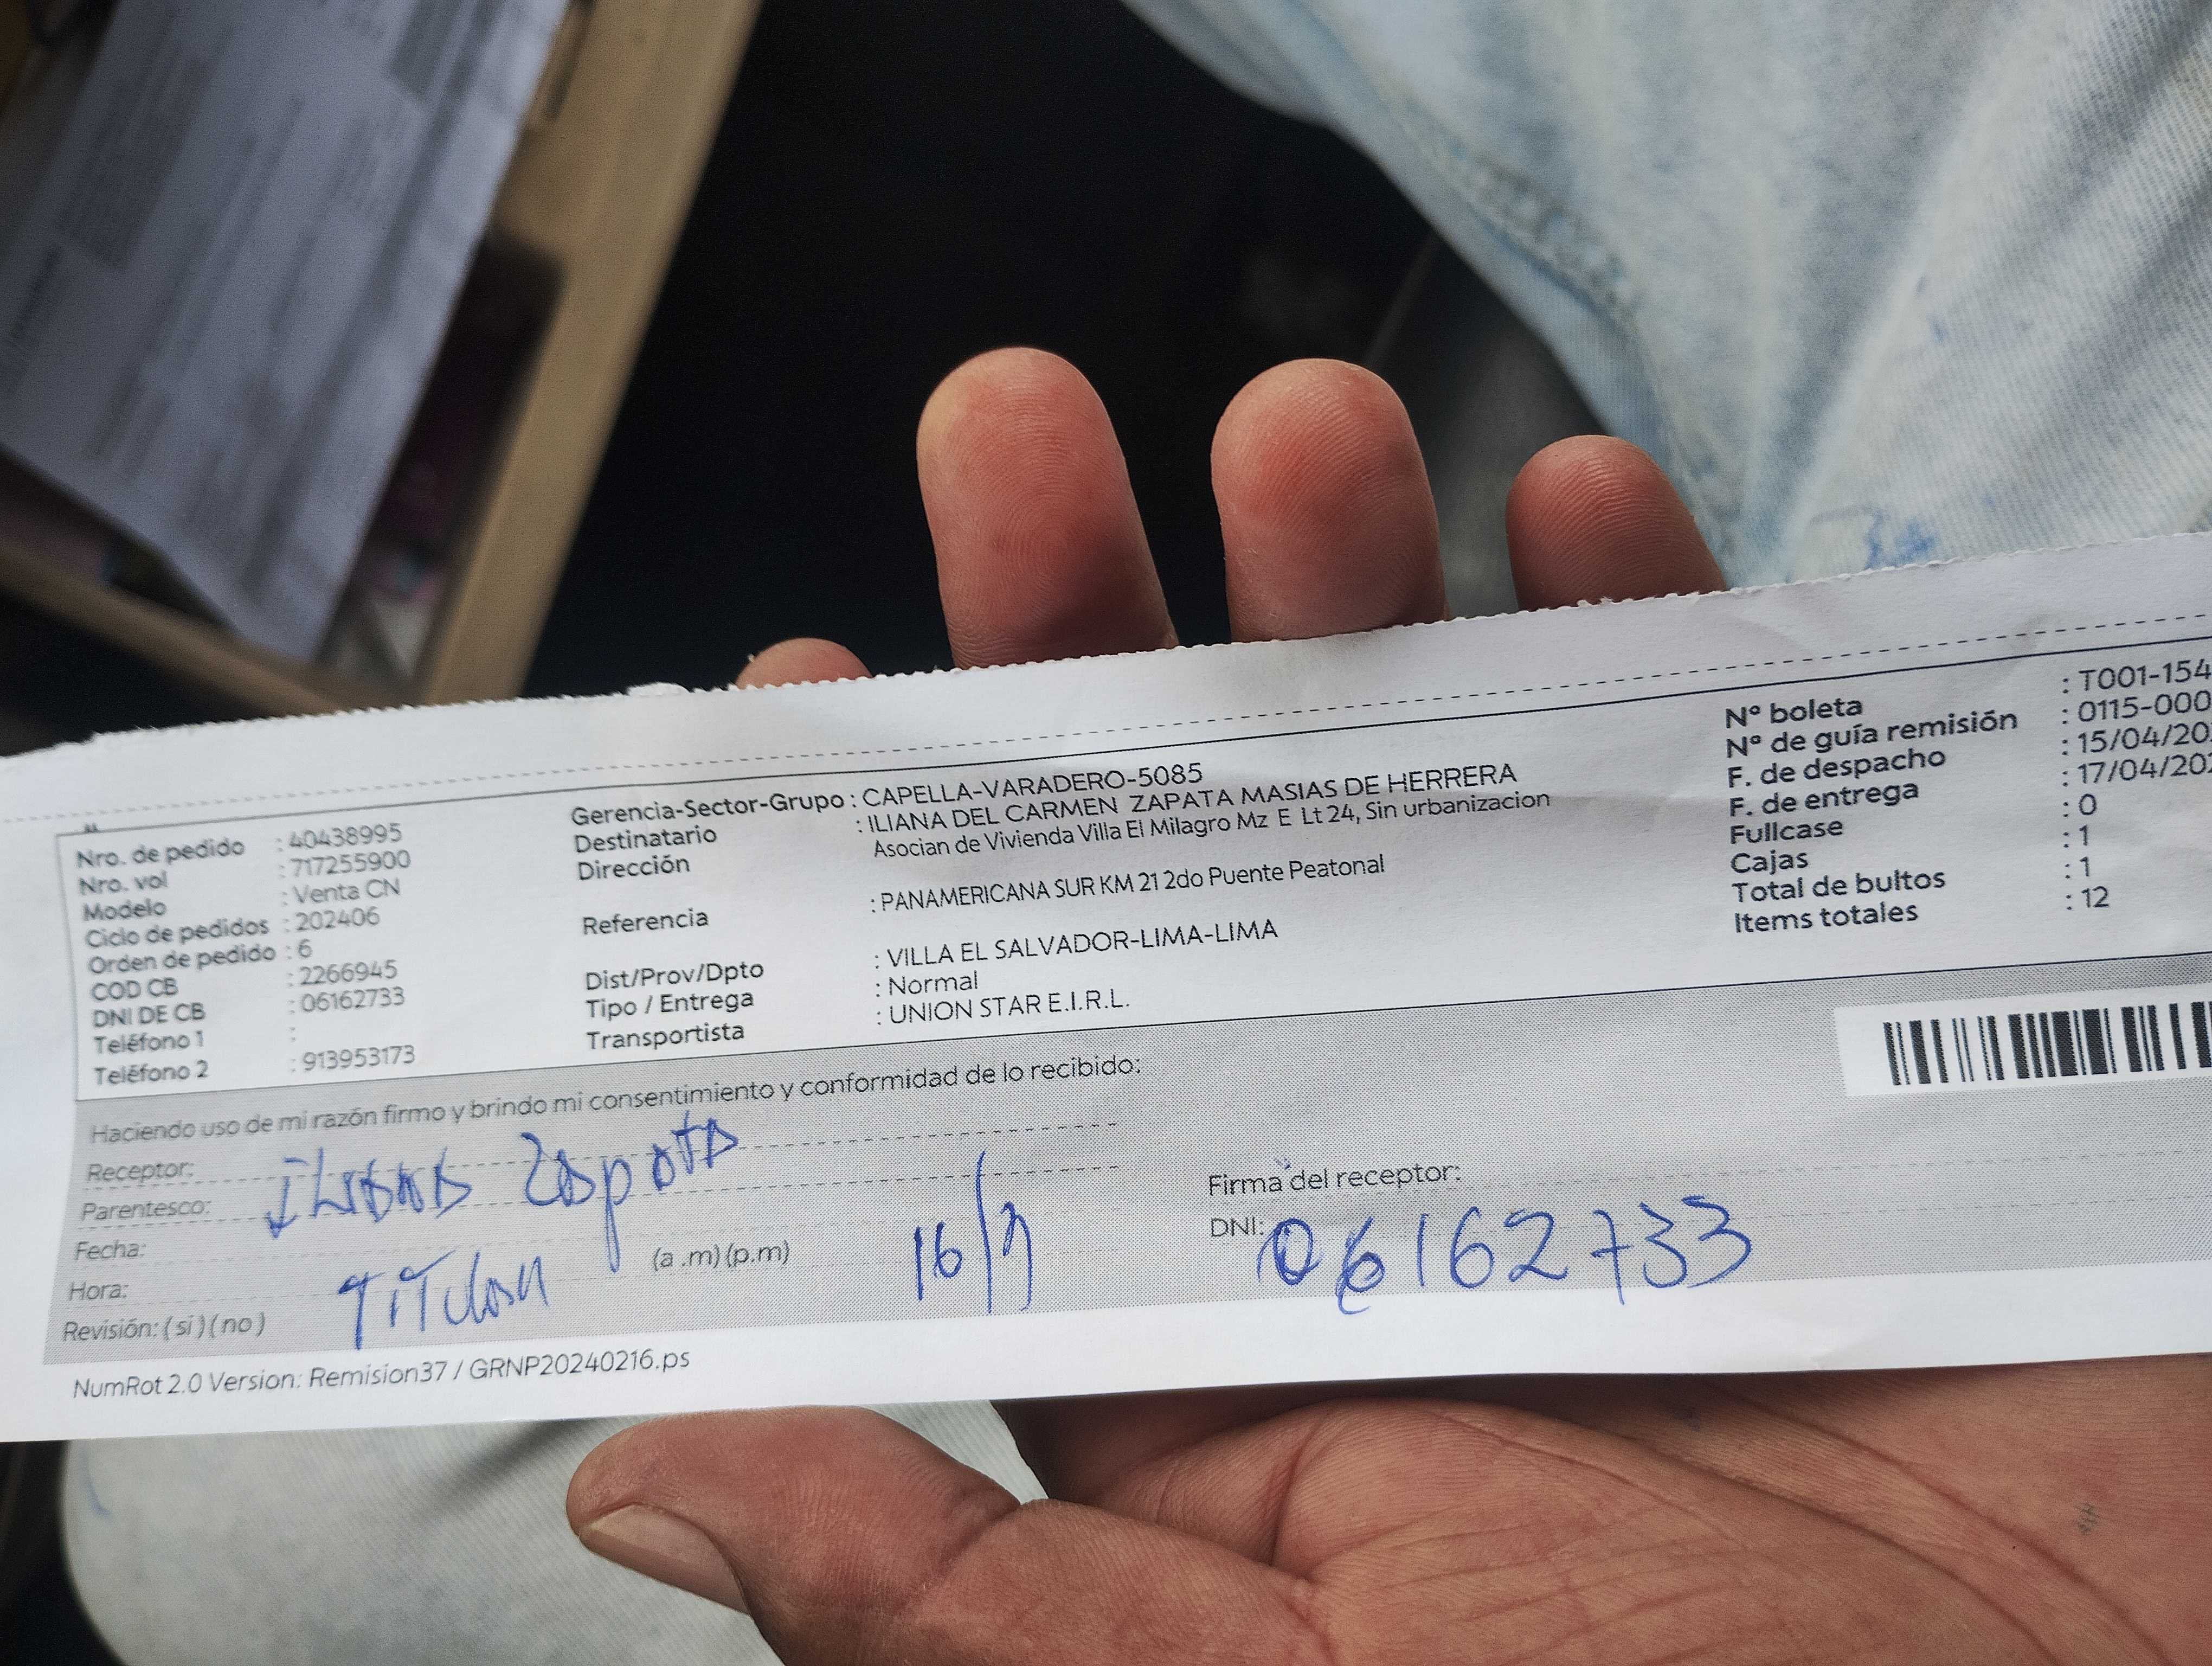 Nro. de pedido : 40438995
Nro. vol : 717255900
Modelo : Venta CN
Ciclo de pedidos : 202406
Orden de pedido : 6
COD CB : 2266945
DNI DE CB : 06162733
Teléfono 1 :
Teléfono 2 : 913953173
Gerencia-Sector-Grupo : CAPELLA-VARADERO-5085
Destinatario : ILIANA DEL CARMEN ZAPATA MASIAS DE HERRERA
Dirección Asocian de Vivienda Villa El Milagro Mz E Lt 24, Sin urbanizacion
Referencia : PANAMERICANA SUR KM 21 2do Puente Peatonal
Dist/Prov/Dpto : VILLA EL SALVADOR-LIMA-LIMA
Tipo / Entrega : Normal
Transportista : UNION STAR E.I.R.L.
Nº boleta : T001-154
Nº de guía remisión : 0115-000
F. de despacho : 15/04/20
F. de entrega : 17/04/202
Fullcase : 0
Cajas : 1
Total de bultos : 1
Items totales : 12
Haciendo uso de mi razón firmo y brindo mi consentimiento y conformidad de lo recibido:
Receptor: Iliana Zapata
Parentesco:
Fecha:
Hora: Titular (a .m) (p.m) 16/
Revisión: ( si ) ( no )
Firma del receptor:
DNI: 06162733
NumRot 2.0 Version: Remision37 / GRNP20240216.ps